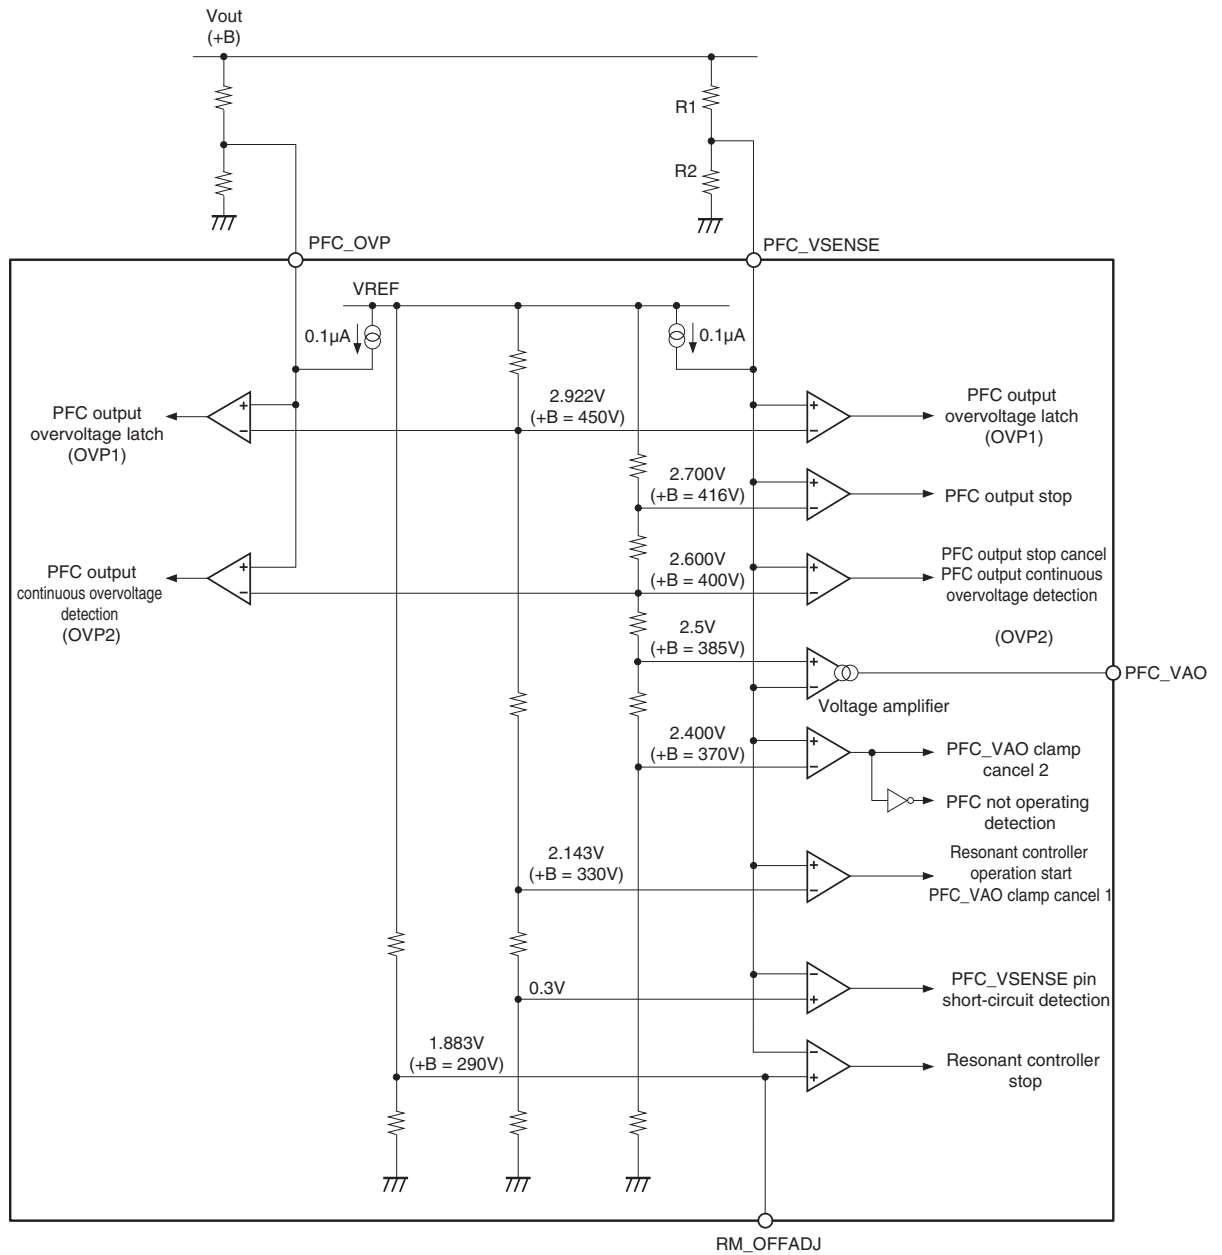 Vout
(+B)
R1
R2
PFC_OVP
PFC_VSENSE
VREF
0.1µA
0.1µA
PFC output
overvoltage latch
(OVP1)
+
−
2.922V
(+B = 450V)
+
−
PFC output
overvoltage latch
(OVP1)
2.700V
(+B = 416V)
+
−
PFC output stop
PFC output
continuous overvoltage
detection
(OVP2)
+
−
2.600V
(+B = 400V)
+
−
PFC output stop cancel
PFC output continuous
overvoltage detection
(OVP2)
2.5V
(+B = 385V)
+
−
Voltage amplifier
PFC_VAO
2.400V
(+B = 370V)
+
−
PFC_VAO clamp
cancel 2
PFC not operating
detection
2.143V
(+B = 330V)
+
−
Resonant controller
operation start
PFC_VAO clamp cancel 1
0.3V
−
+
PFC_VSENSE pin
short-circuit detection
1.883V
(+B = 290V)
−
+
Resonant controller
stop
RM_OFFADJ